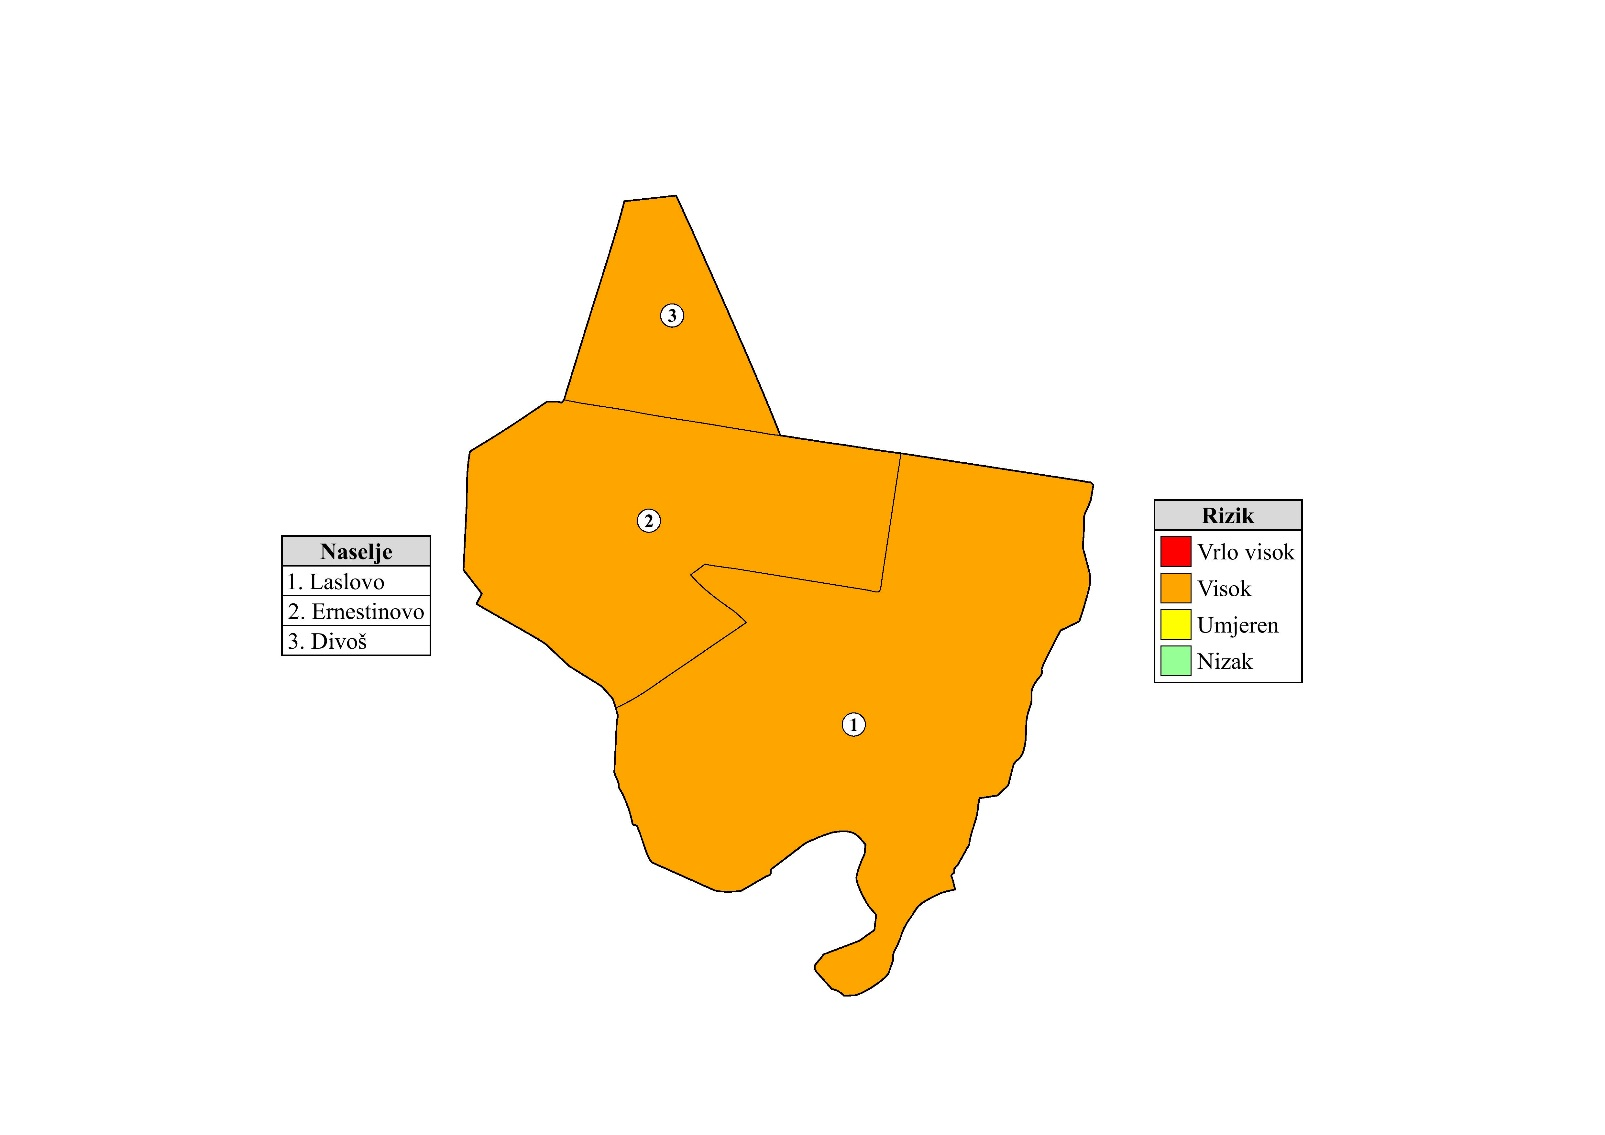 3
2
1
Naselje
1. Laslovo
2. Ernestinovo
3. Divoš
Rizik
Vrlo visok
Visok
Umjeren
Nizak